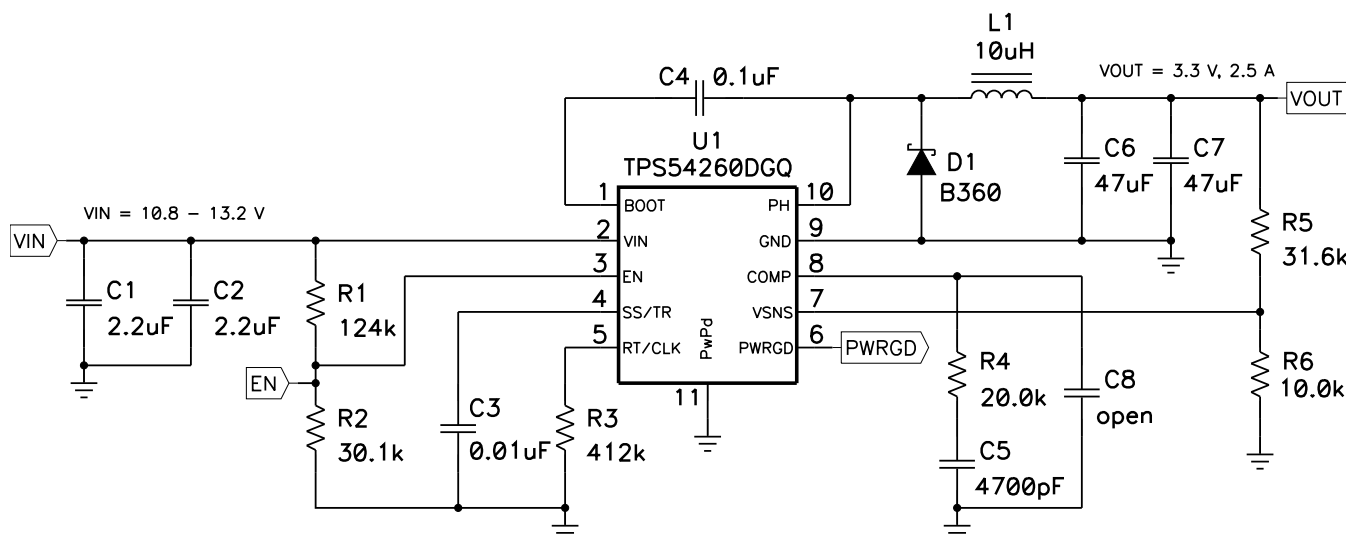 L1
10uH
C4 0.1uF
VOUT = 3.3 V, 2.5 A
VOUT
U1
TPS54260DGQ
C6
47uF
C7
47uF
D1
B360
1
BOOT
PH
10
VIN = 10.8 - 13.2 V
VIN
2
VIN
GND
9
R5
31.6k
3
EN
COMP
8
C1
2.2uF
C2
2.2uF
R1
124k
4
SS/TR
VSNS
7
5
RT/CLK
PwPd
PWRGD
6
PWRGD
EN
11
R4
20.0k
C8
open
R6
10.0k
R2
30.1k
C3
0.01uF
R3
412k
C5
4700pF